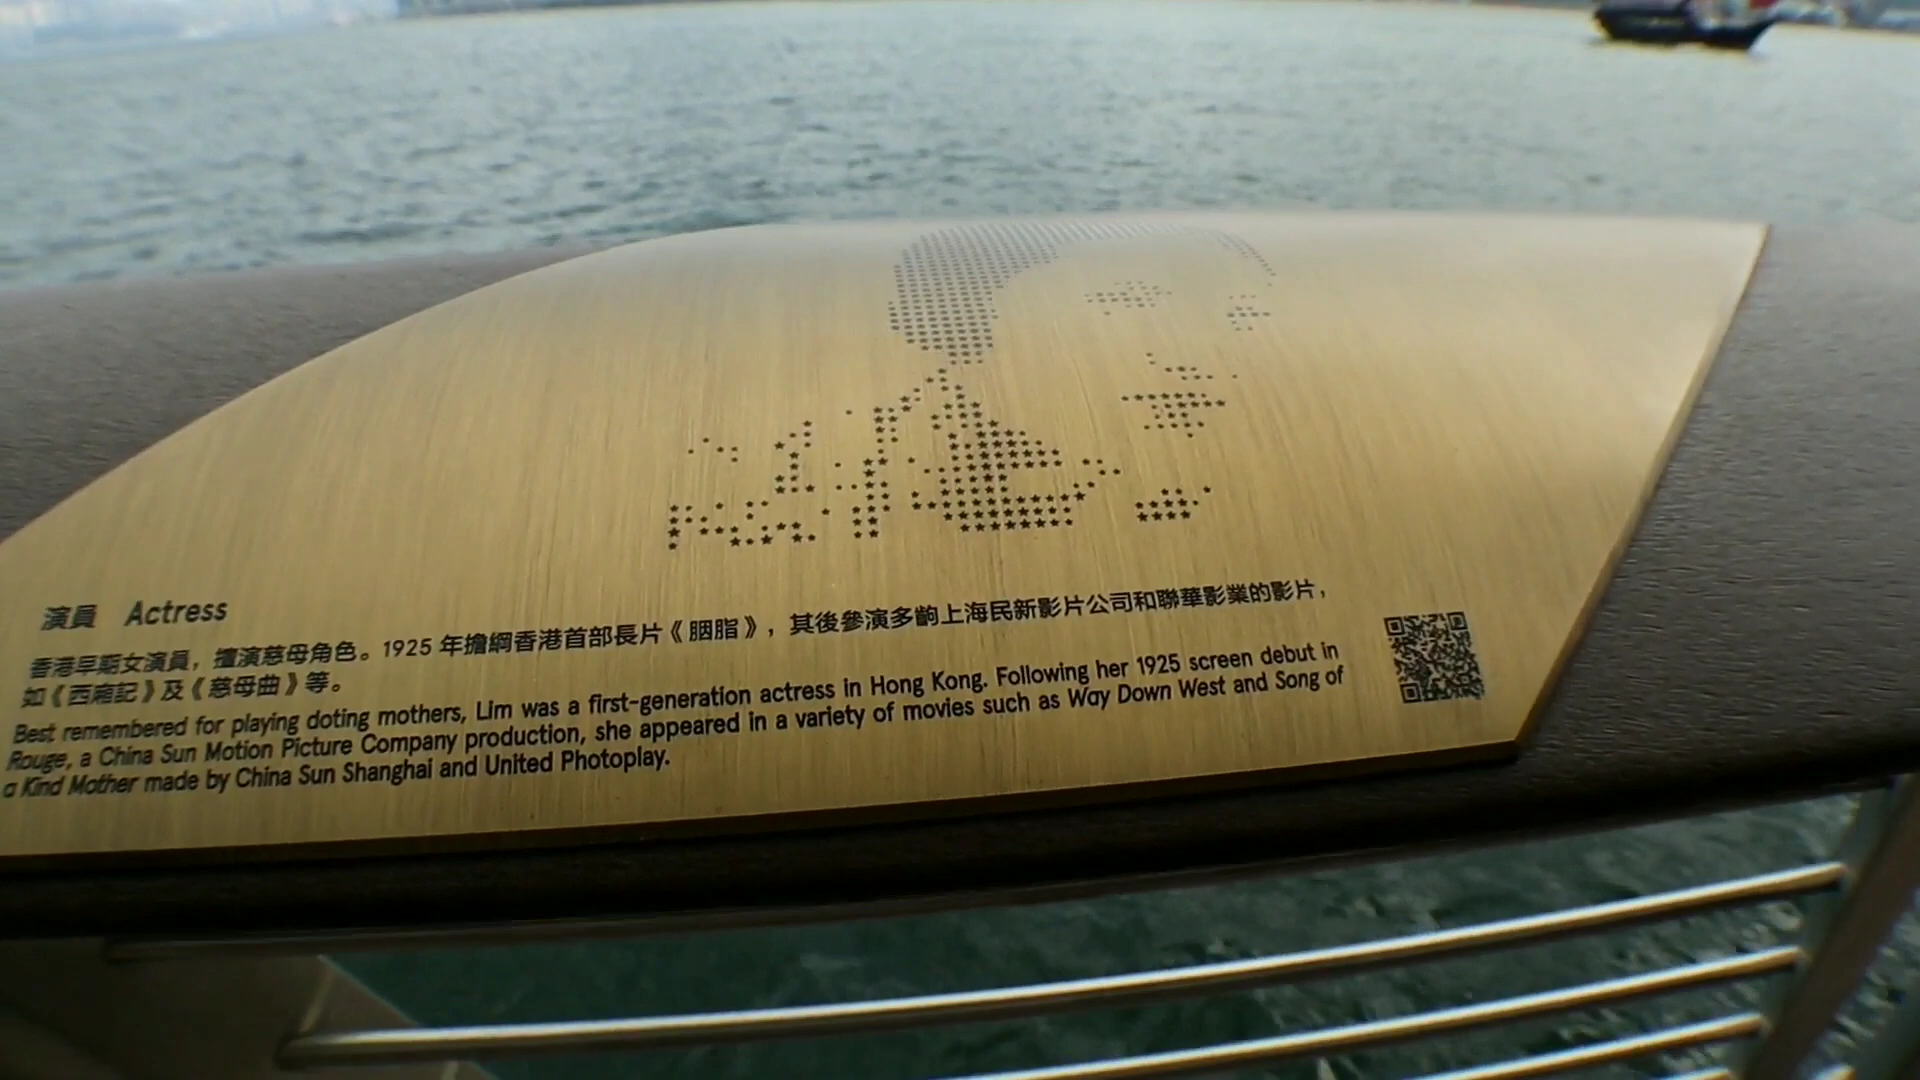 演員 Actress
香港早期女演員，擅演慈母角色。1925 年擔綱香港首部長片《胭脂》，其後參演多齣上海民新影片公司和聯華影業的影片，
如《西廂記》及《慈母曲》等。
Best remembered for playing doting mothers, Lim was a first-generation actress in Hong Kong. Following her 1925 screen debut in
Rouge, a China Sun Motion Picture Company production, she appeared in a variety of movies such as Way Down West and Song of
a Kind Mother made by China Sun Shanghai and United Photoplay.